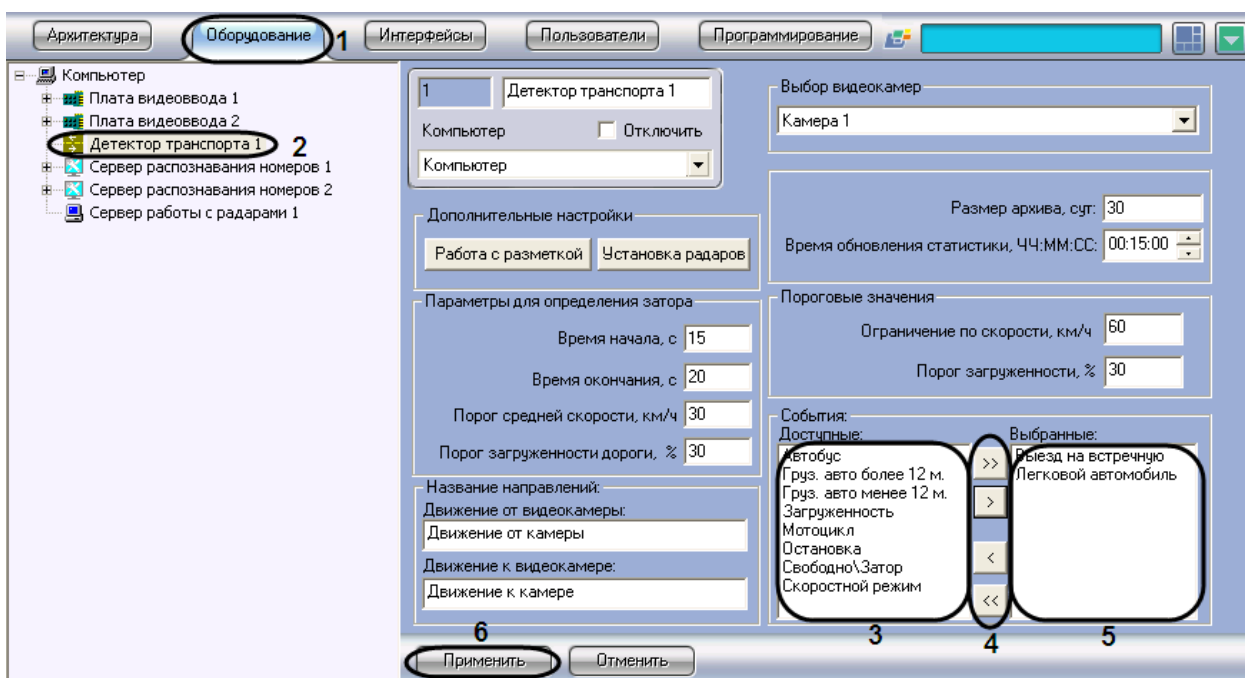 Архитектура
Оборудование
1
Интерфейсы
Пользователи
Программирование
Компьютер
Плата видеоввода 1
Плата видеоввода 2
Детектор транспорта 1
2
Сервер распознавания номеров 1
Сервер распознавания номеров 2
Сервер работы с радарами 1
1
Детектор транспорта 1
Компьютер
Отключить
Компьютер
Дополнительные настройки
Работа с разметкой
Установка радаров
Параметры для определения затора
Время начала, с 15
Время окончания, с 20
Порог средней скорости, км/ч 30
Порог загруженности дороги, % 30
Название направлений:
Движение от видеокамеры:
Движение от камеры
Движение к видеокамере:
Движение к камере
Выбор видеокамер
Камера 1
Размер архива, сут: 30
Время обновления статистики, ЧЧ:ММ:СС: 00:15:00
Пороговые значения
Ограничение по скорости, км/ч 60
Порог загруженности, % 30
События:
Доступные:
Автобус
Груз. авто более 12 м.
Груз. авто менее 12 м.
Загруженность
Мотоцикл
Остановка
Свободно\Затор
Скоростной режим
3
>>
>
<
<<
4
Выбранные:
Выезд на встречную
Легковой автомобиль
5
6
Применить
Отменить